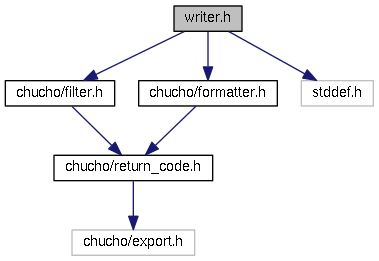 writer.h
chucho/filter.h
chucho/formatter.h
stddef.h
chucho/return_code.h
chucho/export.h